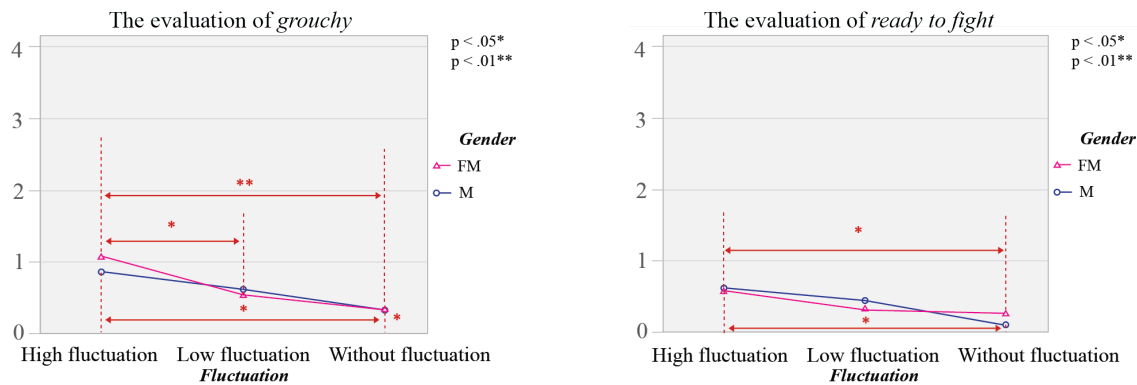 The evaluation of grouchy
p < .05*
p < .01**
4
3
2
1
0
**
*
*
*
Gender
FM
M
High fluctuation Low fluctuation Without fluctuation
Fluctuation
The evaluation of ready to fight
p < .05*
p < .01**
4
3
2
1
0
*
*
Gender
FM
M
High fluctuation Low fluctuation Without fluctuation
Fluctuation